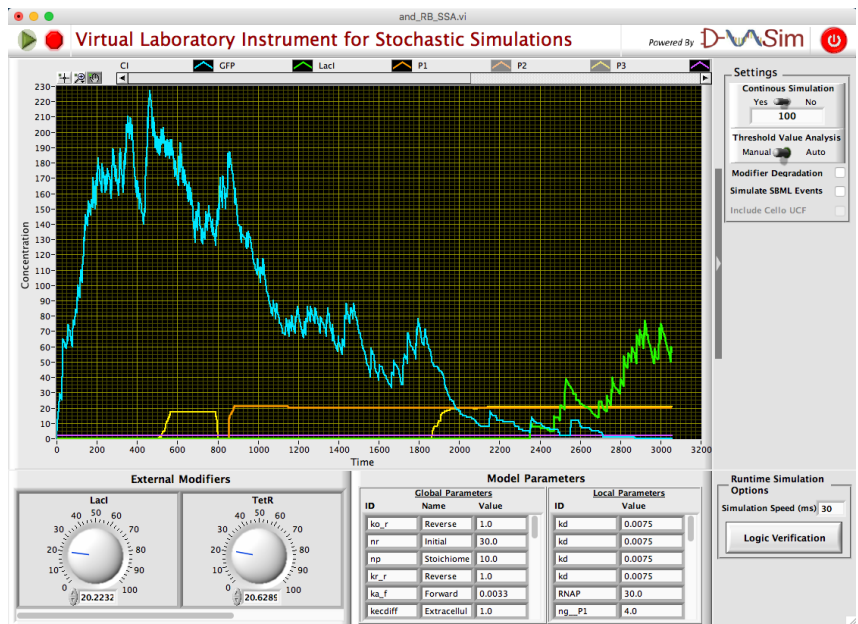 and_RB_SSA.vi
Virtual Laboratory Instrument for Stochastic Simulations
Powered By D-VASim
CI GFP LacI P1 P2 P3
230
220
210
200
190
180
170
160
150
140
130
120
110
100
90
80
70
60
50
40
30
20
10
0
Concentration
0 200 400 600 800 1000 1200 1400 1600 1800 2000 2200 2400 2600 2800 3000 3200
Time
Settings
Continous Simulation
Yes No
100
Threshold Value Analysis
Manual Auto
Modifier Degradation
Simulate SBML Events
Include Cello UCF
External Modifiers
LacI
0 10 20 30 40 50 60 70 80 90 100
20.2232
TetR
0 10 20 30 40 50 60 70 80 90 100
20.6289
Model Parameters
Global Parameters
ID Name Value
ko_r Reverse 1.0
nr Initial 30.0
np Stoichiome 10.0
kr_r Reverse 1.0
ka_f Forward 0.0033
kecdiff Extracellul 1.0
Local Parameters
ID Value
kd 0.0075
kd 0.0075
kd 0.0075
kd 0.0075
RNAP 30.0
ng__P1 4.0
Runtime Simulation
Options
Simulation Speed (ms) 30
Logic Verification